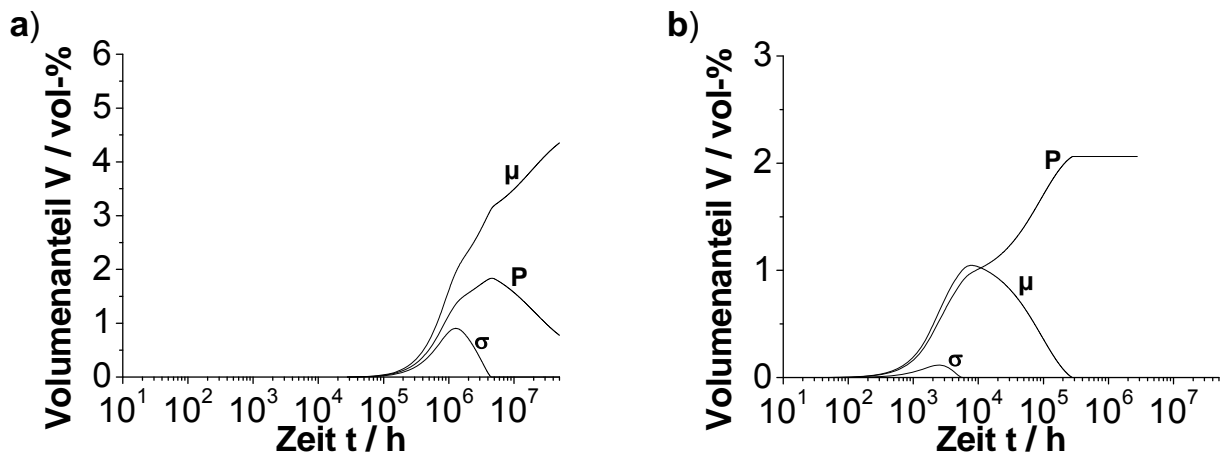 a)
Volumenanteil V / vol-%
6
5
4
3
2
1
0
μ
P
σ
10¹ 10² 10³ 10⁴ 10⁵ 10⁶ 10⁷
Zeit t / h
b)
Volumenanteil V / vol-%
3
2
1
0
P
μ
σ
10¹ 10² 10³ 10⁴ 10⁵ 10⁶ 10⁷
Zeit t / h